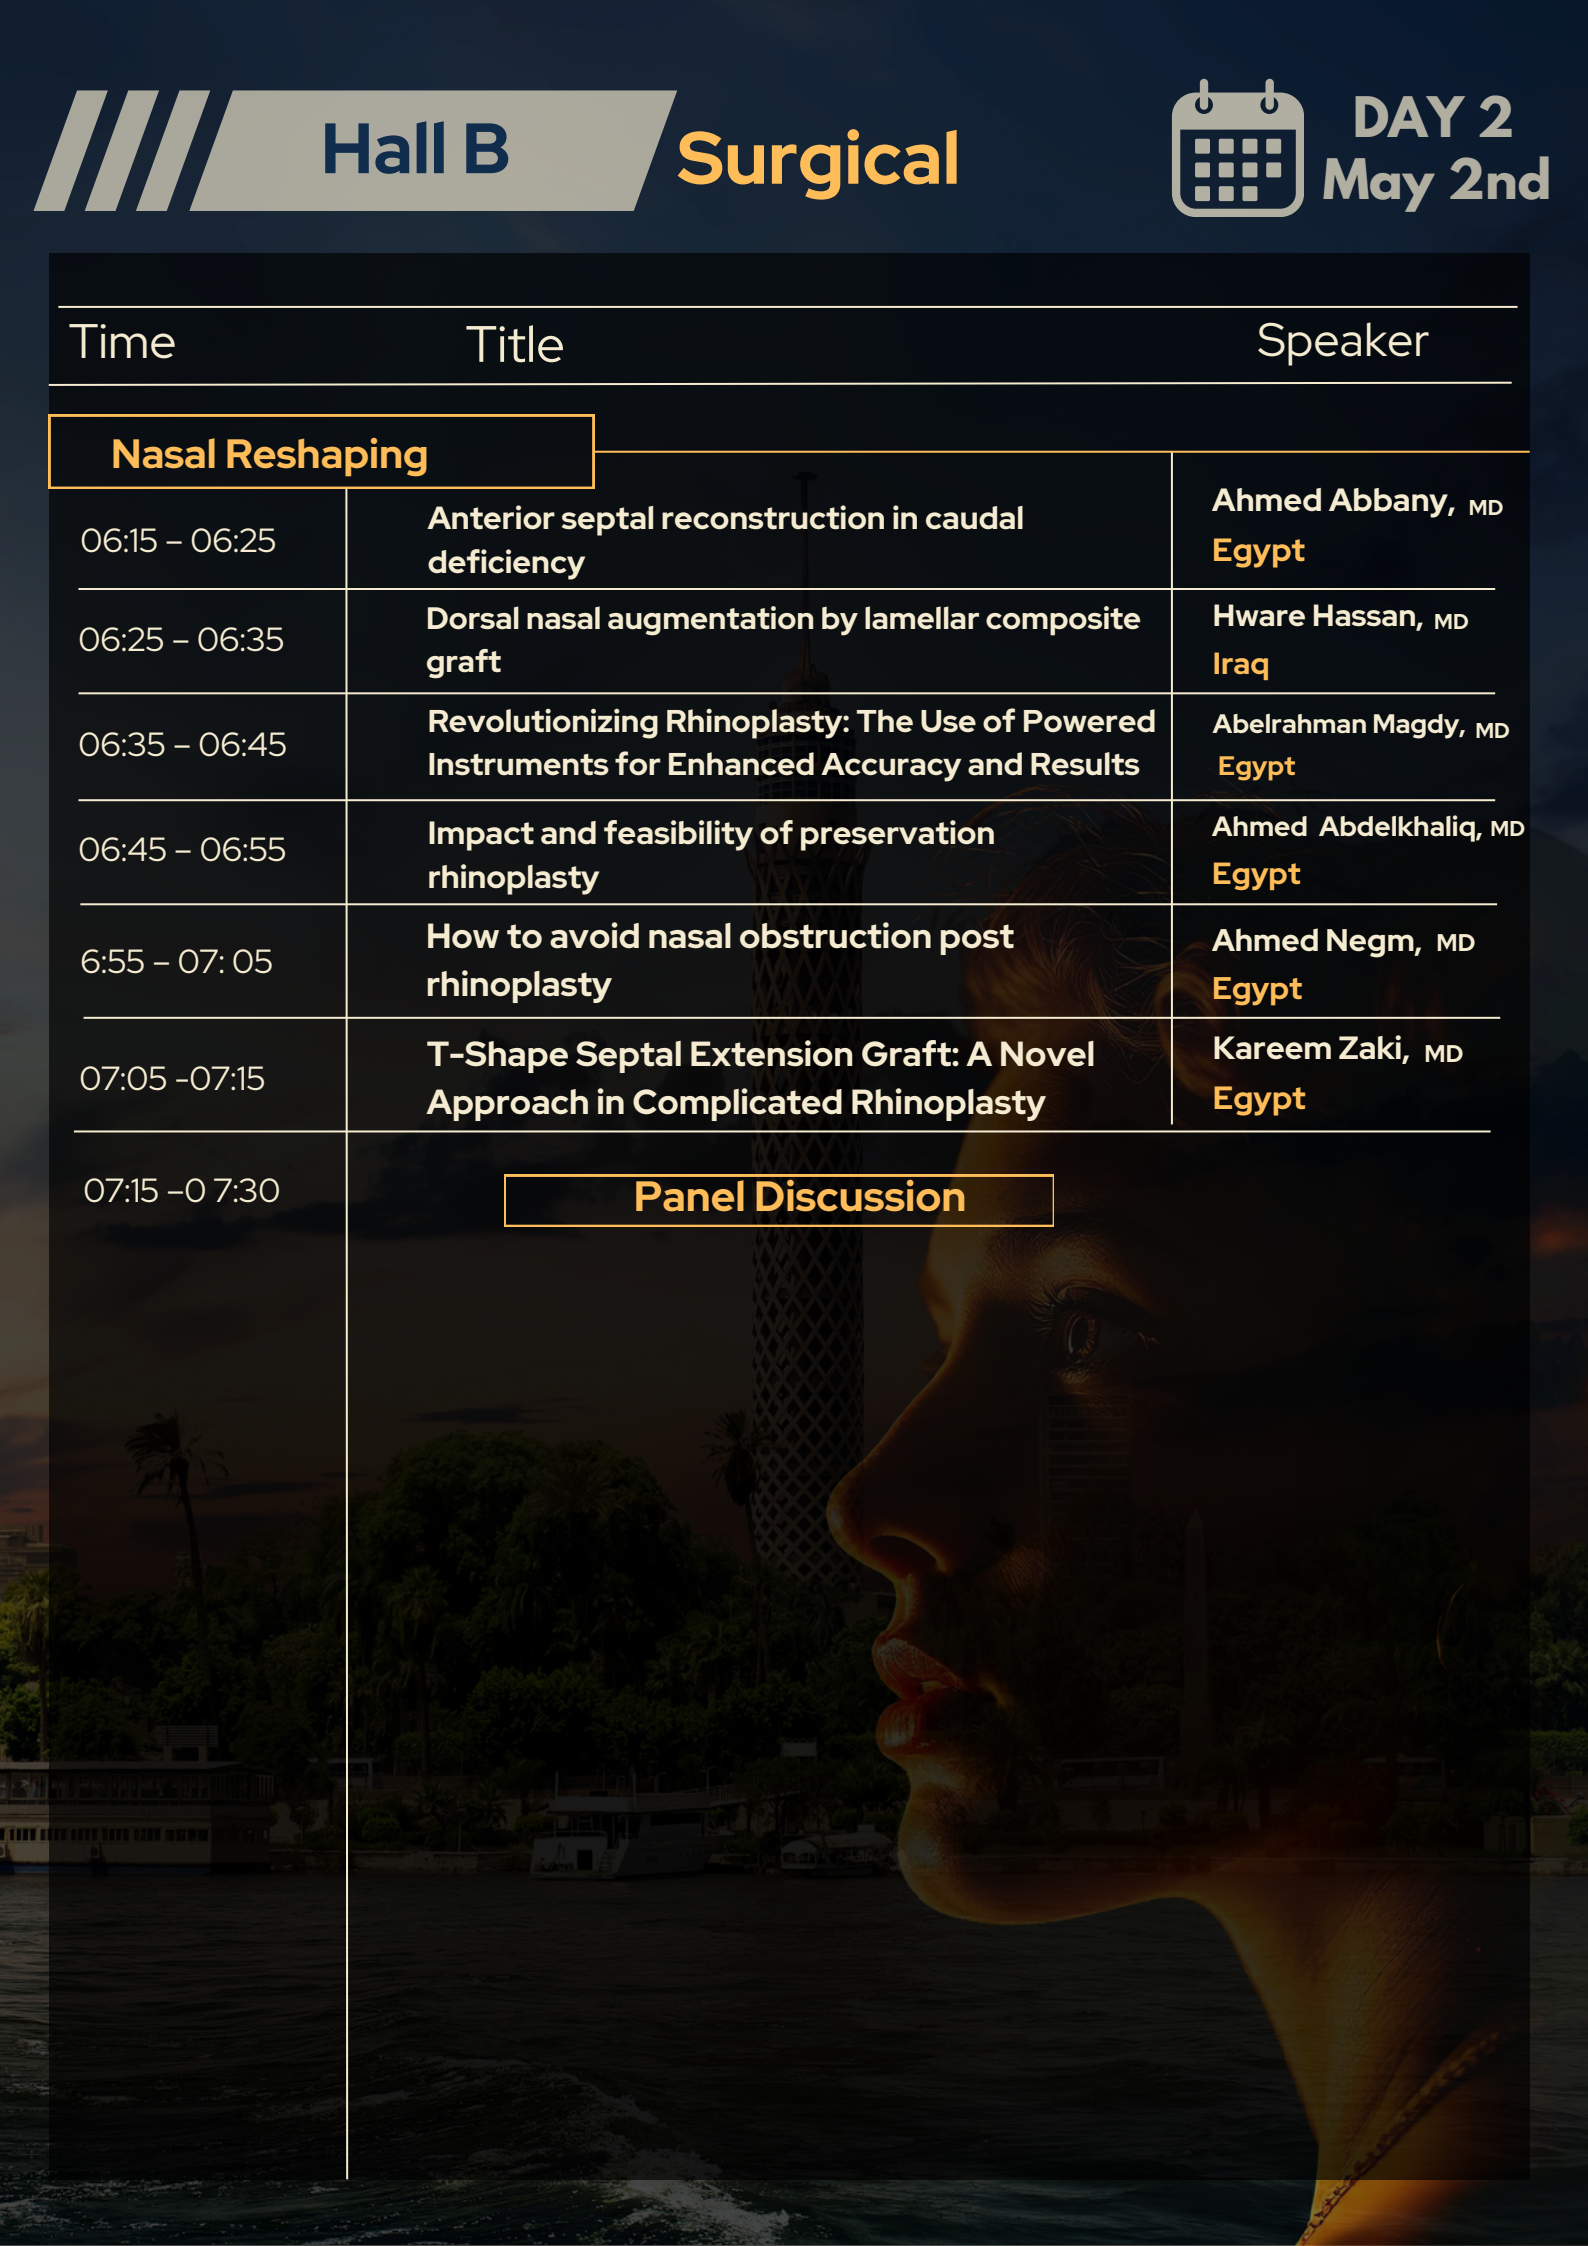 Hall B
Surgical
DAY 2
May 2nd
Time
Title
Speaker
Nasal Reshaping
06:15 – 06:25
Anterior septal reconstruction in caudal
deficiency
Ahmed Abbany, MD
Egypt
06:25 – 06:35
Dorsal nasal augmentation by lamellar composite
graft
Hware Hassan, MD
Iraq
06:35 – 06:45
Revolutionizing Rhinoplasty: The Use of Powered
Instruments for Enhanced Accuracy and Results
Abelrahman Magdy, MD
Egypt
06:45 – 06:55
Impact and feasibility of preservation
rhinoplasty
Ahmed Abdelkhaliq, MD
Egypt
6:55 – 07: 05
How to avoid nasal obstruction post
rhinoplasty
Ahmed Negm, MD
Egypt
07:05 -07:15
T-Shape Septal Extension Graft: A Novel
Approach in Complicated Rhinoplasty
Kareem Zaki, MD
Egypt
07:15 –0 7:30
Panel Discussion